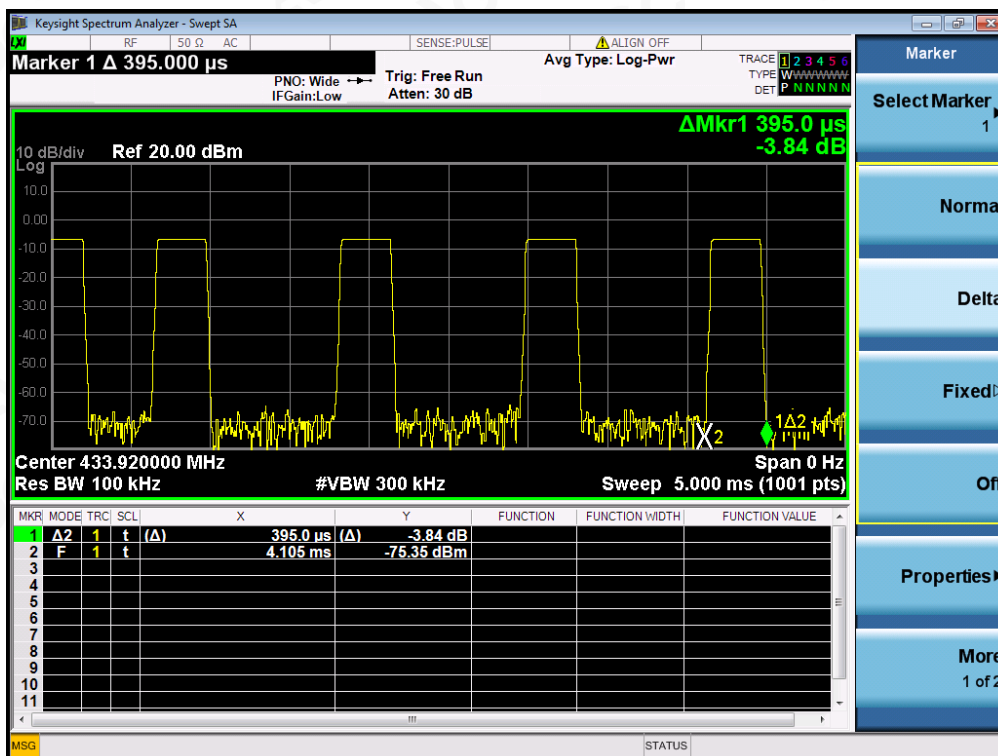 Keysight Spectrum Analyzer - Swept SA
LXI RF 50 Ω AC SENSE:PULSE ALIGN OFF
Marker 1 Δ 395.000 µs
PNO: Wide
IFGain:Low
Trig: Free Run
Atten: 30 dB
Avg Type: Log-Pwr
TRACE 1 2 3 4 5 6
TYPE WWWWWW
DET P N N N N N
ΔMkr1 395.0 µs
-3.84 dB
10 dB/div Ref 20.00 dBm
Log
10.0
0.00
-10.0
-20.0
-30.0
-40.0
-50.0
-60.0
-70.0
X2
1Δ2
Center 433.920000 MHz Span 0 Hz
Res BW 100 kHz #VBW 300 kHz Sweep 5.000 ms (1001 pts)
MKR MODE TRC SCL X Y FUNCTION FUNCTION WIDTH FUNCTION VALUE
1 Δ2 1 t (Δ) 395.0 µs (Δ) -3.84 dB
2 F 1 t 4.105 ms -75.35 dBm
3
4
5
6
7
8
9
10
11
MSG STATUS
Marker
Select Marker
1
Norma
Delta
Fixed
Off
Properties
More
1 of 2